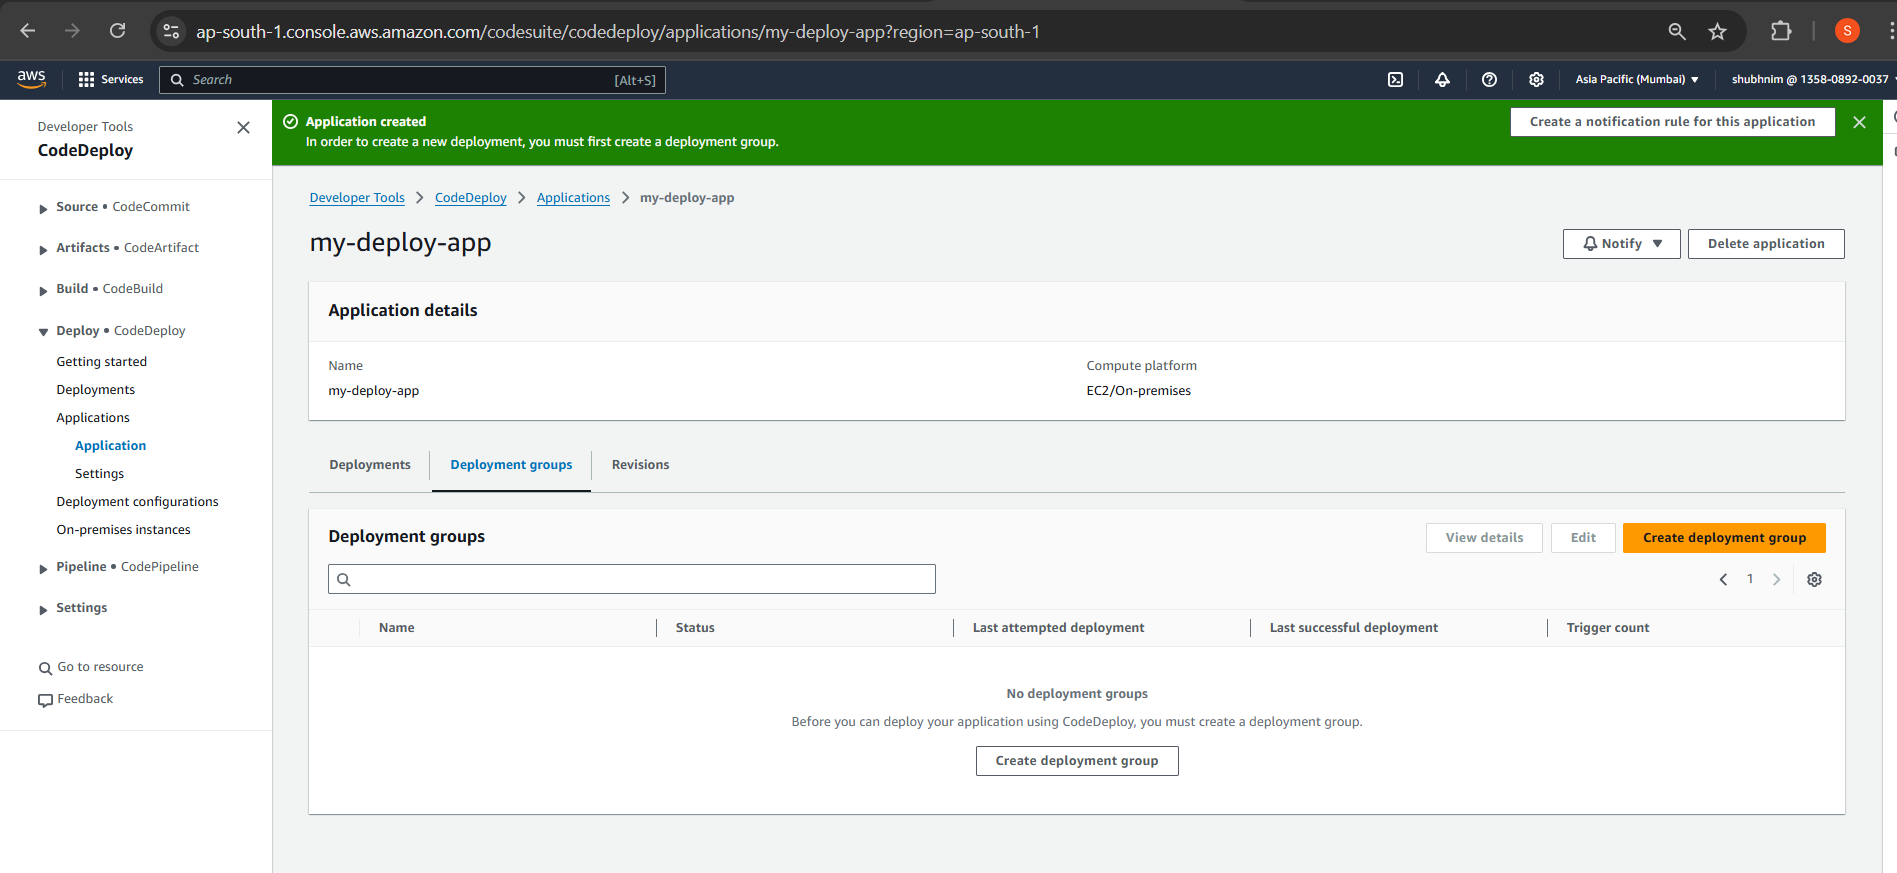 ap-south-1.console.aws.amazon.com/codesuite/codedeploy/applications/my-deploy-app?region=ap-south-1
S
aws
Services
Search
[Alt+S]
Asia Pacific (Mumbai)
shubhnim @ 1358-0892-0037
Developer Tools
CodeDeploy
Source • CodeCommit
Artifacts • CodeArtifact
Build • CodeBuild
Deploy • CodeDeploy
Getting started
Deployments
Applications
Application
Settings
Deployment configurations
On-premises instances
Pipeline • CodePipeline
Settings
Go to resource
Feedback
Application created
In order to create a new deployment, you must first create a deployment group.
Create a notification rule for this application
Developer Tools > CodeDeploy > Applications > my-deploy-app
my-deploy-app
Notify
Delete application
Application details
Name
my-deploy-app
Compute platform
EC2/On-premises
Deployments
Deployment groups
Revisions
Deployment groups
View details
Edit
Create deployment group
1
Name
Status
Last attempted deployment
Last successful deployment
Trigger count
No deployment groups
Before you can deploy your application using CodeDeploy, you must create a deployment group.
Create deployment group